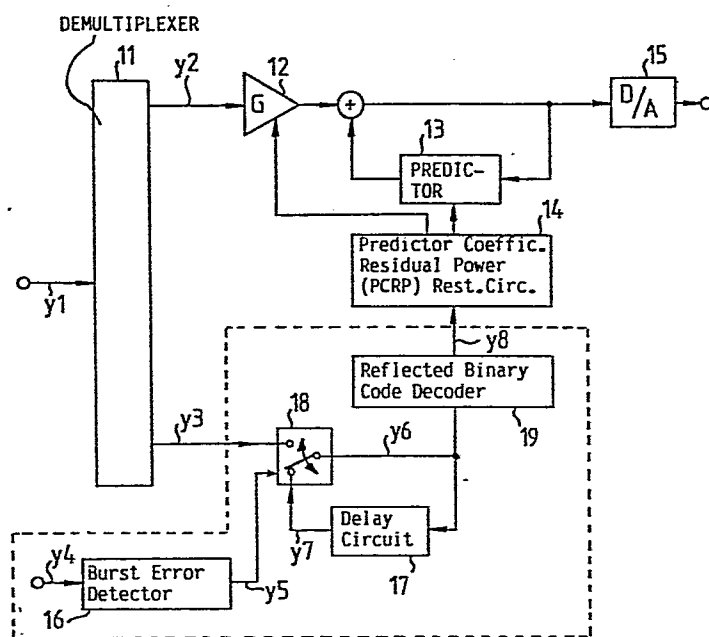 DEMULTIPLEXER
11
y2
12
G
+
15
D/A
13
PREDIC-
TOR
14
Predictor Coeffic.
Residual Power
(PCRP) Rest.Circ.
y1
y8
Reflected Binary
Code Decoder
19
y3
18
y6
y7
Delay
Circuit
17
y4
Burst Error
Detector
16
y5